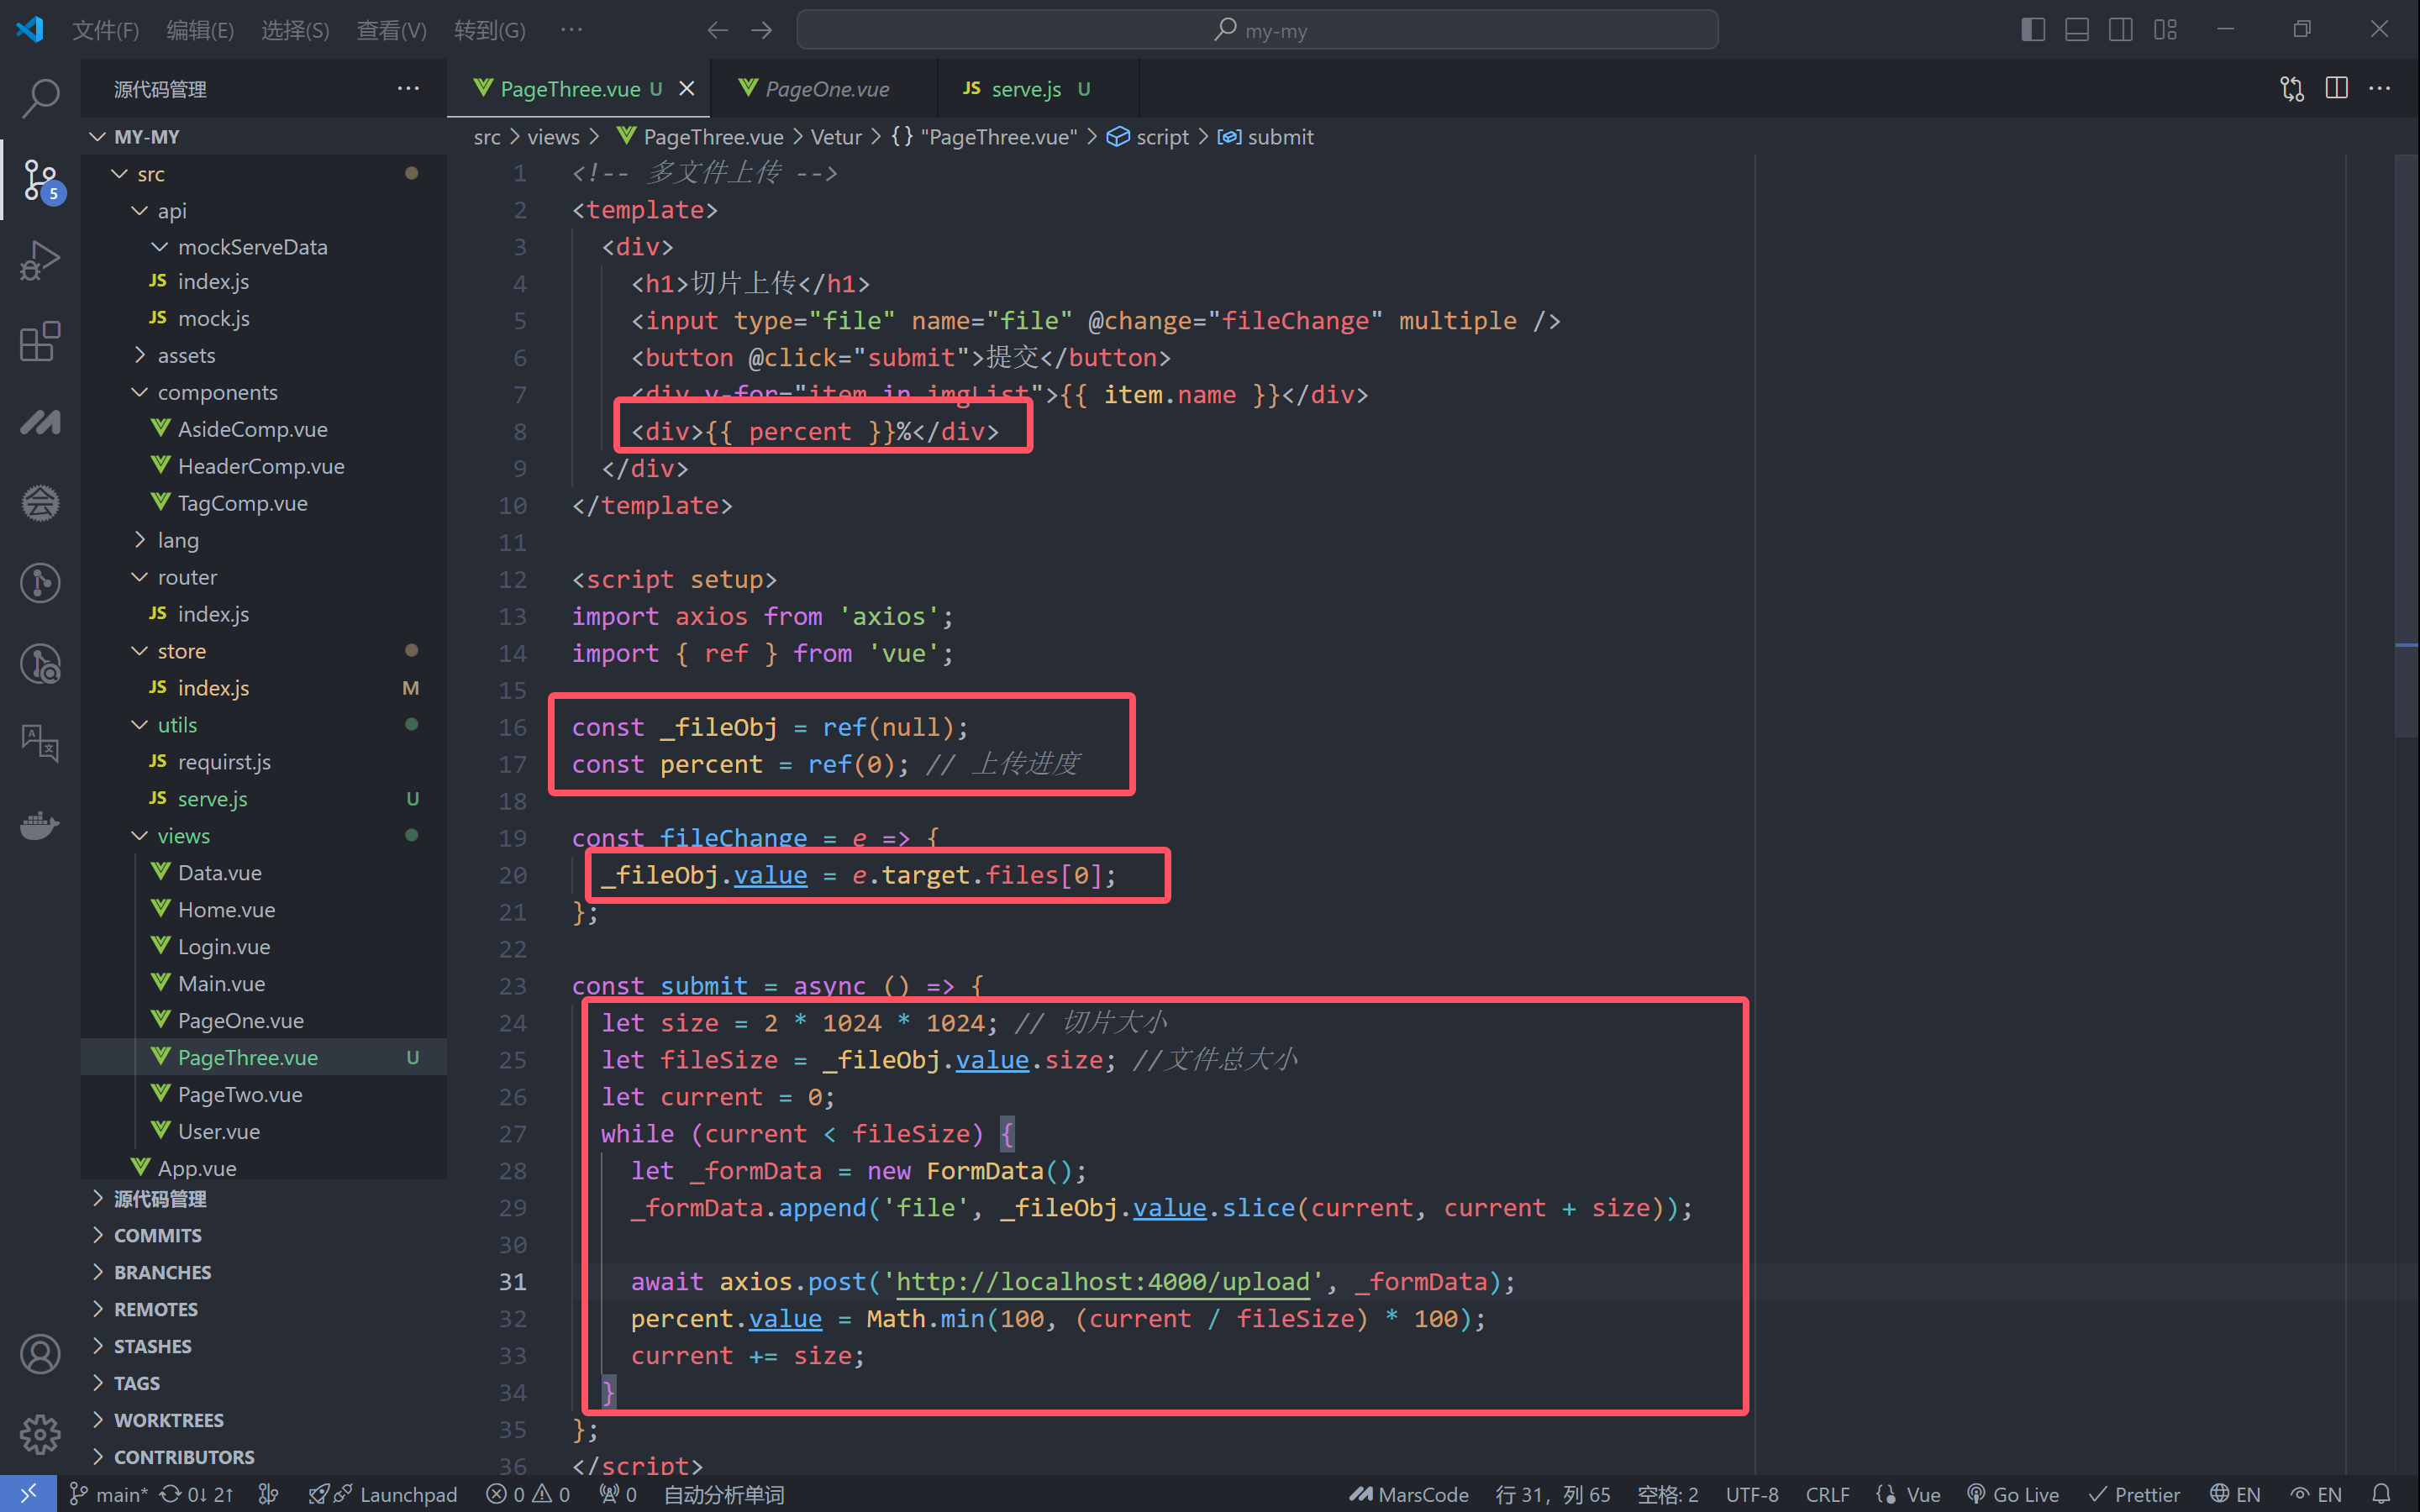 文件(F) 编辑(E) 选择(S) 查看(V) 转到(G) ··· my-my
源代码管理 ···
PageThree.vue U PageOne.vue JS serve.js U
MY-MY
src > views > PageThree.vue > Vetur > {} "PageThree.vue" > script > submit
5
src
api
mockServeData
JS index.js
JS mock.js
assets
components
AsideComp.vue
HeaderComp.vue
TagComp.vue
lang
router
JS index.js
store
JS index.js M
utils
JS requirst.js
JS serve.js U
views
Data.vue
Home.vue
Login.vue
Main.vue
PageOne.vue
PageThree.vue U
PageTwo.vue
User.vue
App.vue
源代码管理
COMMITS
BRANCHES
REMOTES
STASHES
TAGS
WORKTREES
CONTRIBUTORS
1 <!-- 多文件上传 -->
2 <template>
3 <div>
4 <h1>切片上传</h1>
5 <input type="file" name="file" @change="fileChange" multiple />
6 <button @click="submit">提交</button>
7 <div v-for="item in imgList">{{ item.name }}</div>
8 <div>{{ percent }}%</div>
9 </div>
10 </template>
11
12 <script setup>
13 import axios from 'axios';
14 import { ref } from 'vue';
15
16 const _fileObj = ref(null);
17 const percent = ref(0); // 上传进度
18
19 const fileChange = e => {
20 _fileObj.value = e.target.files[0];
21 };
22
23 const submit = async () => {
24 let size = 2 * 1024 * 1024; // 切片大小
25 let fileSize = _fileObj.value.size; //文件总大小
26 let current = 0;
27 while (current < fileSize) {
28 let _formData = new FormData();
29 _formData.append('file', _fileObj.value.slice(current, current + size));
30
31 await axios.post('http://localhost:4000/upload', _formData);
32 percent.value = Math.min(100, (current / fileSize) * 100);
33 current += size;
34 }
35 };
36 </script>
main* 0↓ 2↑ Launchpad 0 0 0 自动分析单词 MarsCode 行 31，列 65 空格: 2 UTF-8 CRLF Vue Go Live Prettier EN EN